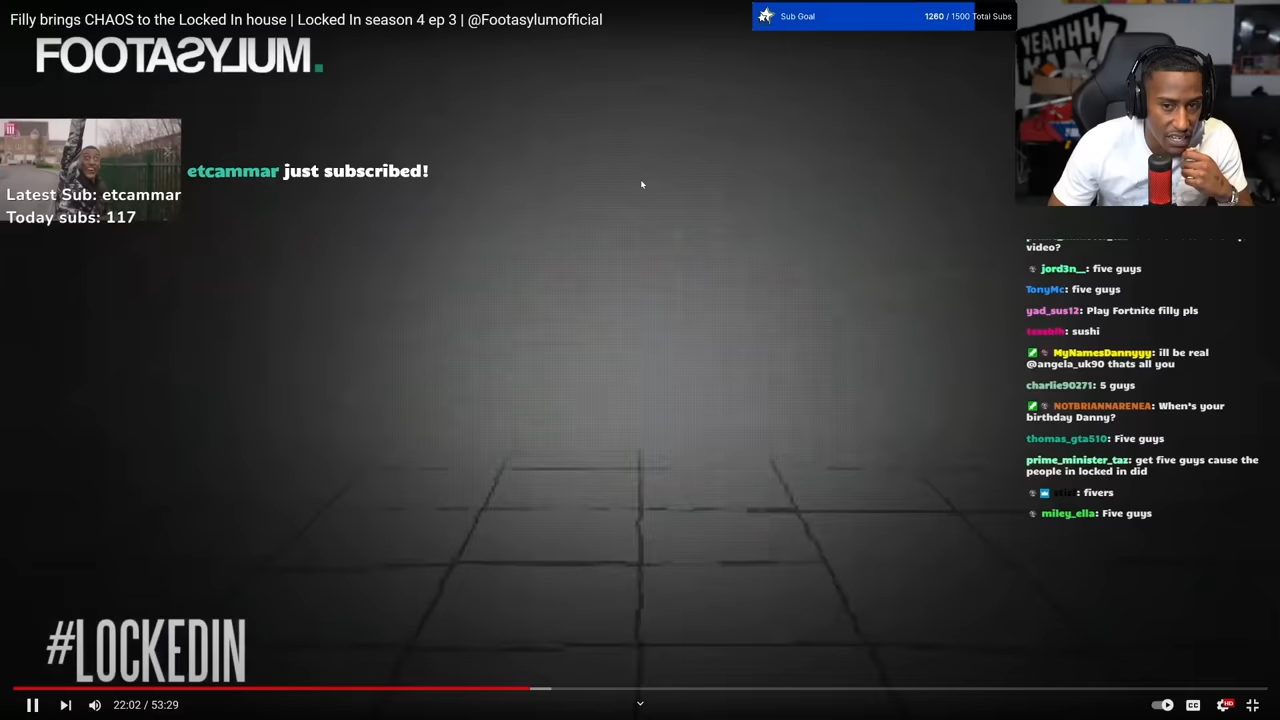 Filly brings CHAOS to the Locked In house | Locked In season 4 ep 3 | @Footasylumofficial
Sub Goal
1260 / 1500 Total Subs
FOOTASYLUM.
YEAHHH
MAN
etcammar just subscribed!
Latest Sub: etcammar
Today subs: 117
video?
jord3n__: five guys
TonyMc: five guys
yad_sus12: Play Fortnite filly pls
: sushi
MyNamesDannyyy: ill be real
@angela_uk90 thats all you
charlie90271: 5 guys
NOTBRIANNARENEA: When's your
birthday Danny?
thomas_gta510: Five guys
prime_minister_taz: get five guys cause the
people in locked in did
: fivers
miley_ella: Five guys
#LOCKEDIN
22:02 / 53:29
CC
HD